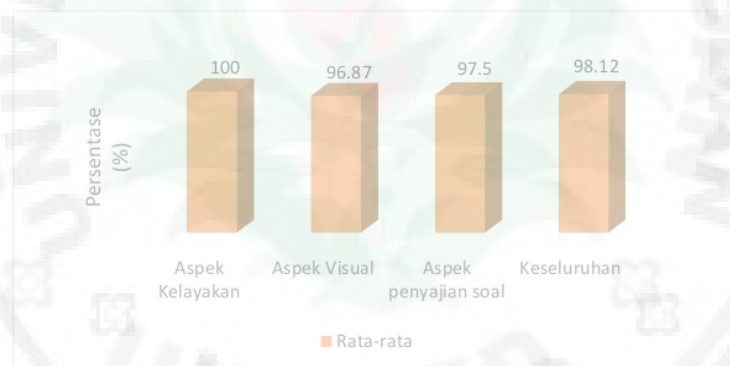 100
96.87
97.5
98.12
Persentase
(%)
Aspek
Kelayakan
Aspek Visual
Aspek
penyajian soal
Keseluruhan
Rata-rata